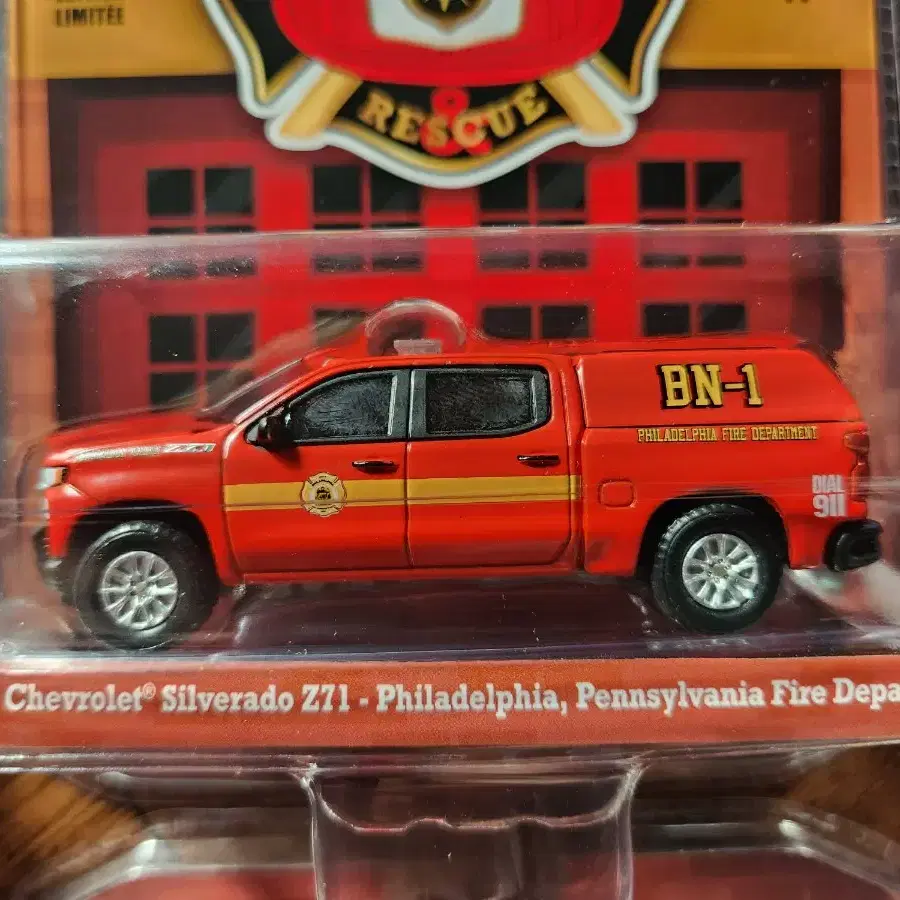 LIMITÉE
&
RESCUE
BN-1
PHILADELPHIA FIRE DEPARTMENT
Z71
DIAL
911
Chevrolet® Silverado Z71 - Philadelphia, Pennsylvania Fire Depa